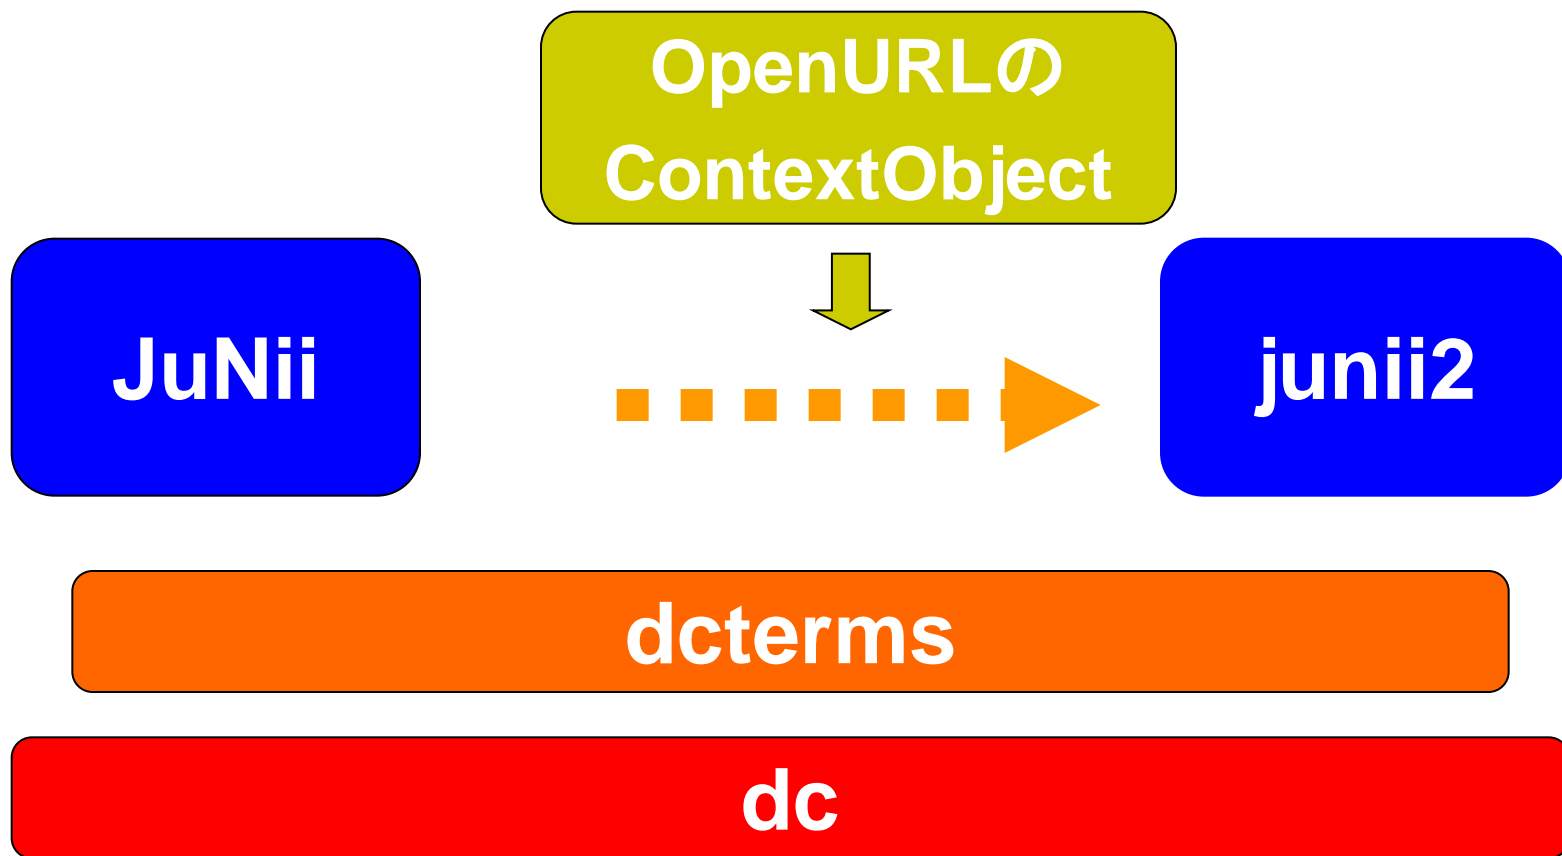 OpenURLの
ContextObject
JuNii
junii2
dcterms
dc